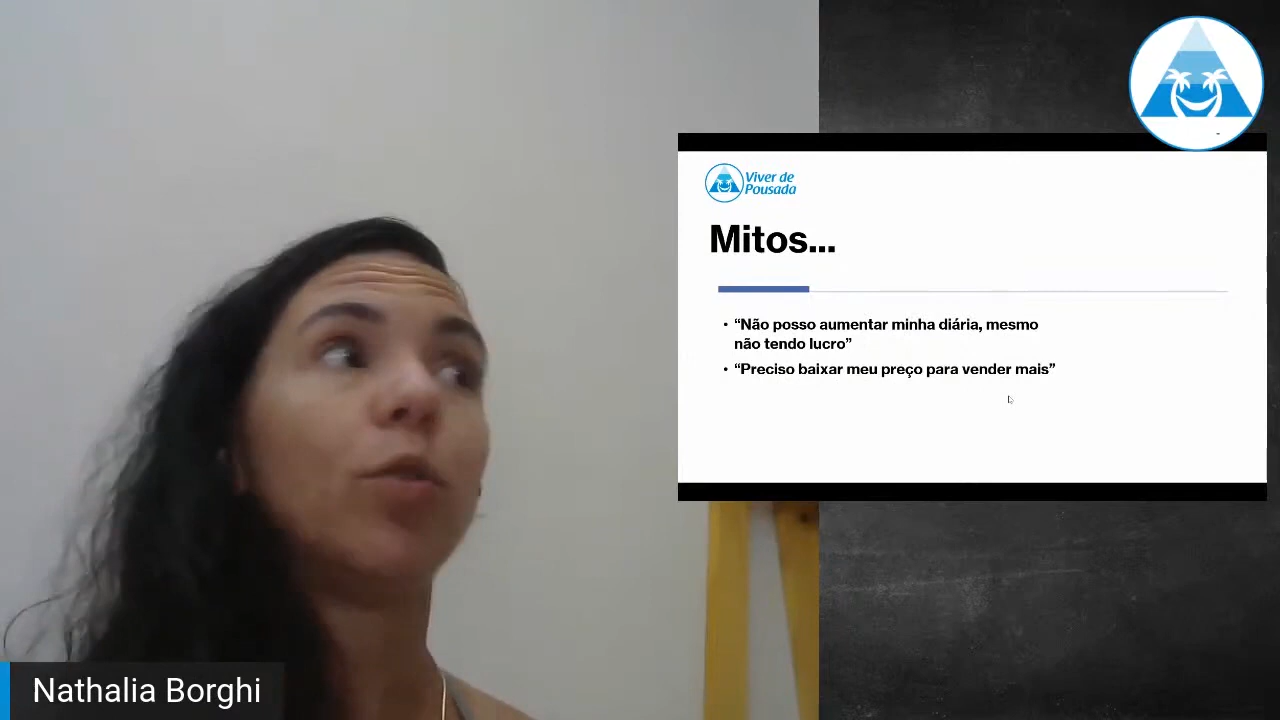 Viver de
Pousada
Mitos...
• “Não posso aumentar minha diária, mesmo
não tendo lucro”
• “Preciso baixar meu preço para vender mais”
Nathalia Borghi